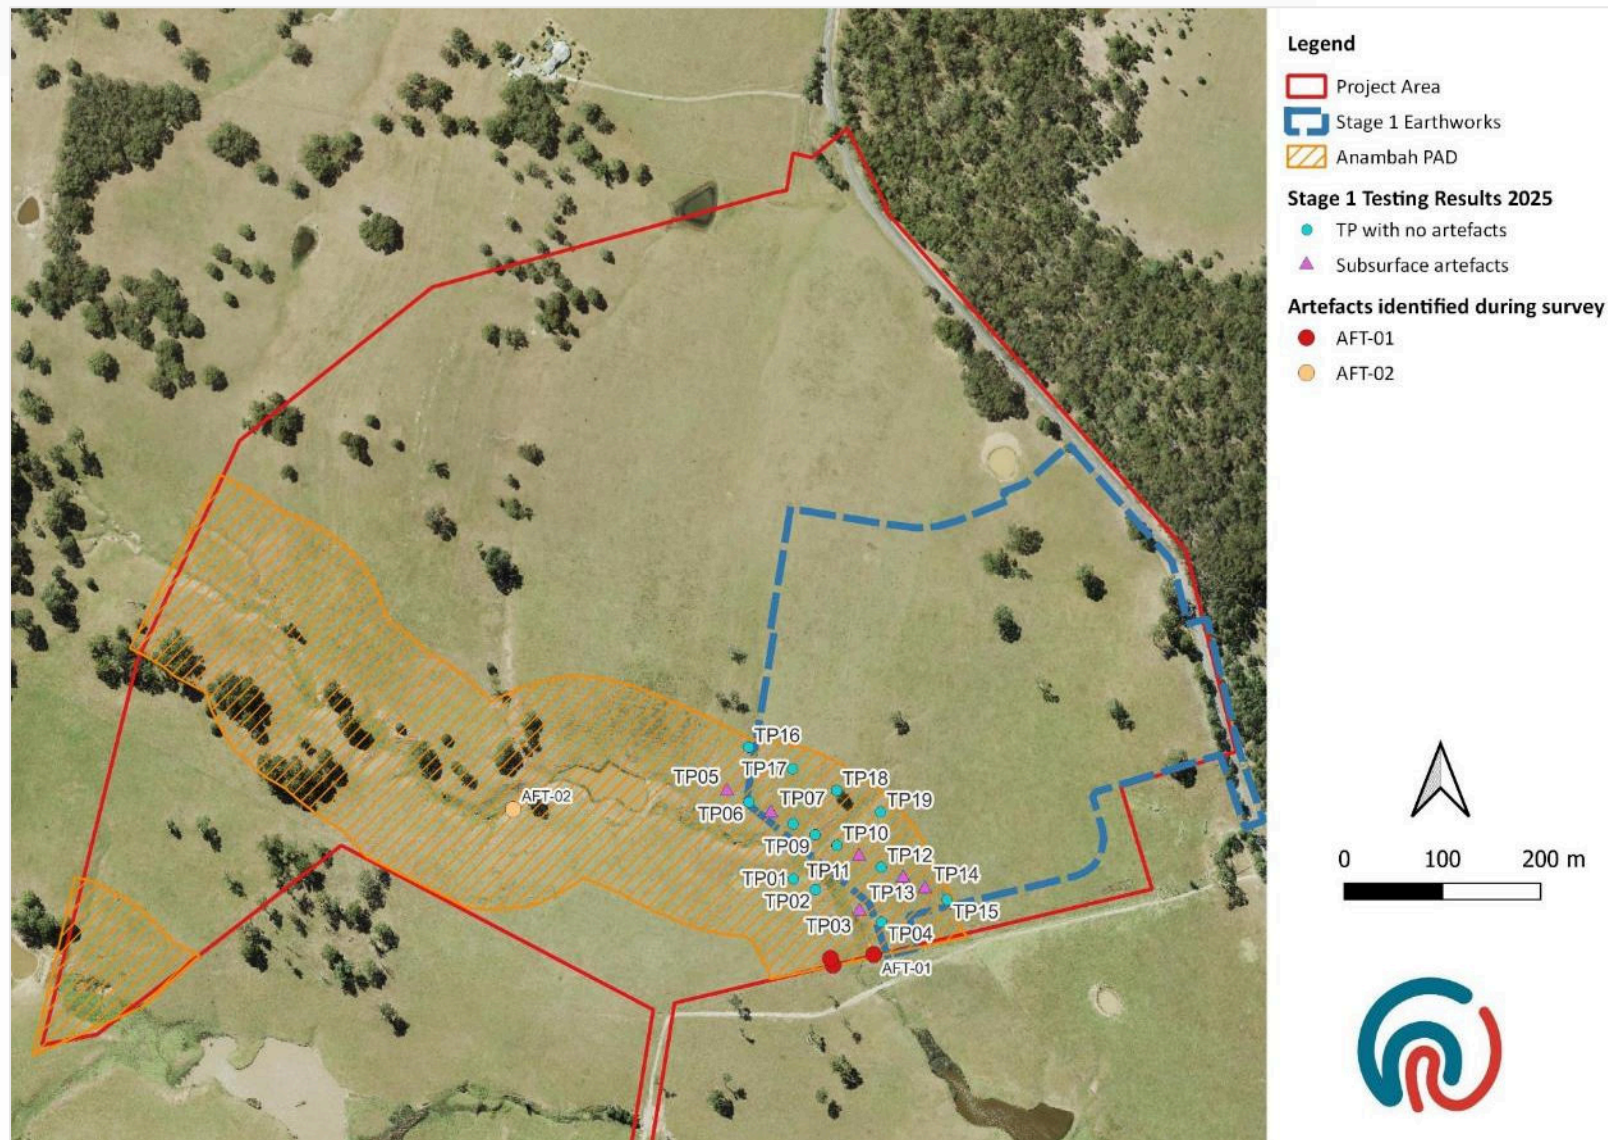 Legend
Project Area
Stage 1 Earthworks
Anambah PAD
Stage 1 Testing Results 2025
TP with no artefacts
Subsurface artefacts
Artefacts identified during survey
AFT-01
AFT-02
TP16
TP17
TP05
TP18
TP06
TP07
TP19
AFT-02
TP09
TP10
TP12
TP01
TP11
TP14
TP02
TP13
TP03
TP15
TP04
AFT-01
0 100 200 m